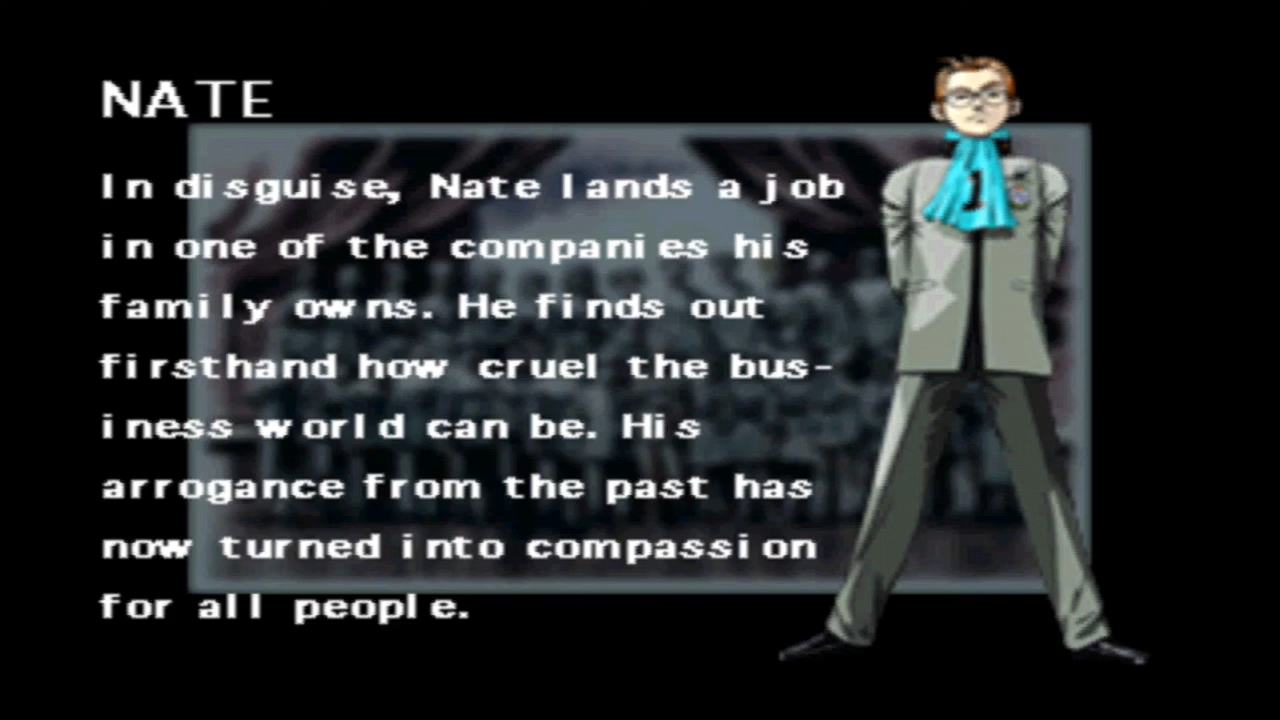 NATE
In disguise, Nate lands a job
in one of the companies his
family owns. He finds out
firsthand how cruel the bus-
iness world can be. His
arrogance from the past has
now turned into compassion
for all people.
1